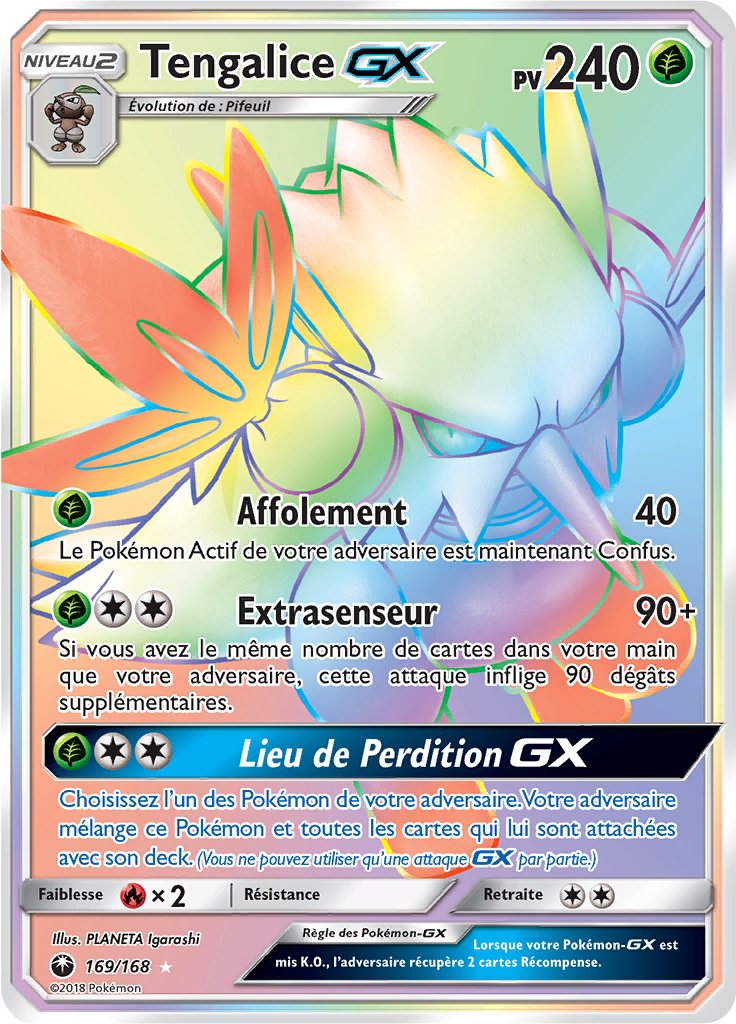 NIVEAU 2
Tengalice GX
PV 240
Évolution de : Pifeuil
Affolement 40
Le Pokémon Actif de votre adversaire est maintenant Confus.
Extrasenseur 90+
Si vous avez le même nombre de cartes dans votre main
que votre adversaire, cette attaque inflige 90 dégâts
supplémentaires.
Lieu de Perdition GX
Choisissez l'un des Pokémon de votre adversaire. Votre adversaire
mélange ce Pokémon et toutes les cartes qui lui sont attachées
avec son deck. (Vous ne pouvez utiliser qu'une attaque GX par partie.)
Faiblesse × 2 Résistance Retraite
Illus. PLANETA Igarashi
169/168
©2018 Pokémon
Règle des Pokémon-GX
Lorsque votre Pokémon-GX est
mis K.O., l'adversaire récupère 2 cartes Récompense.